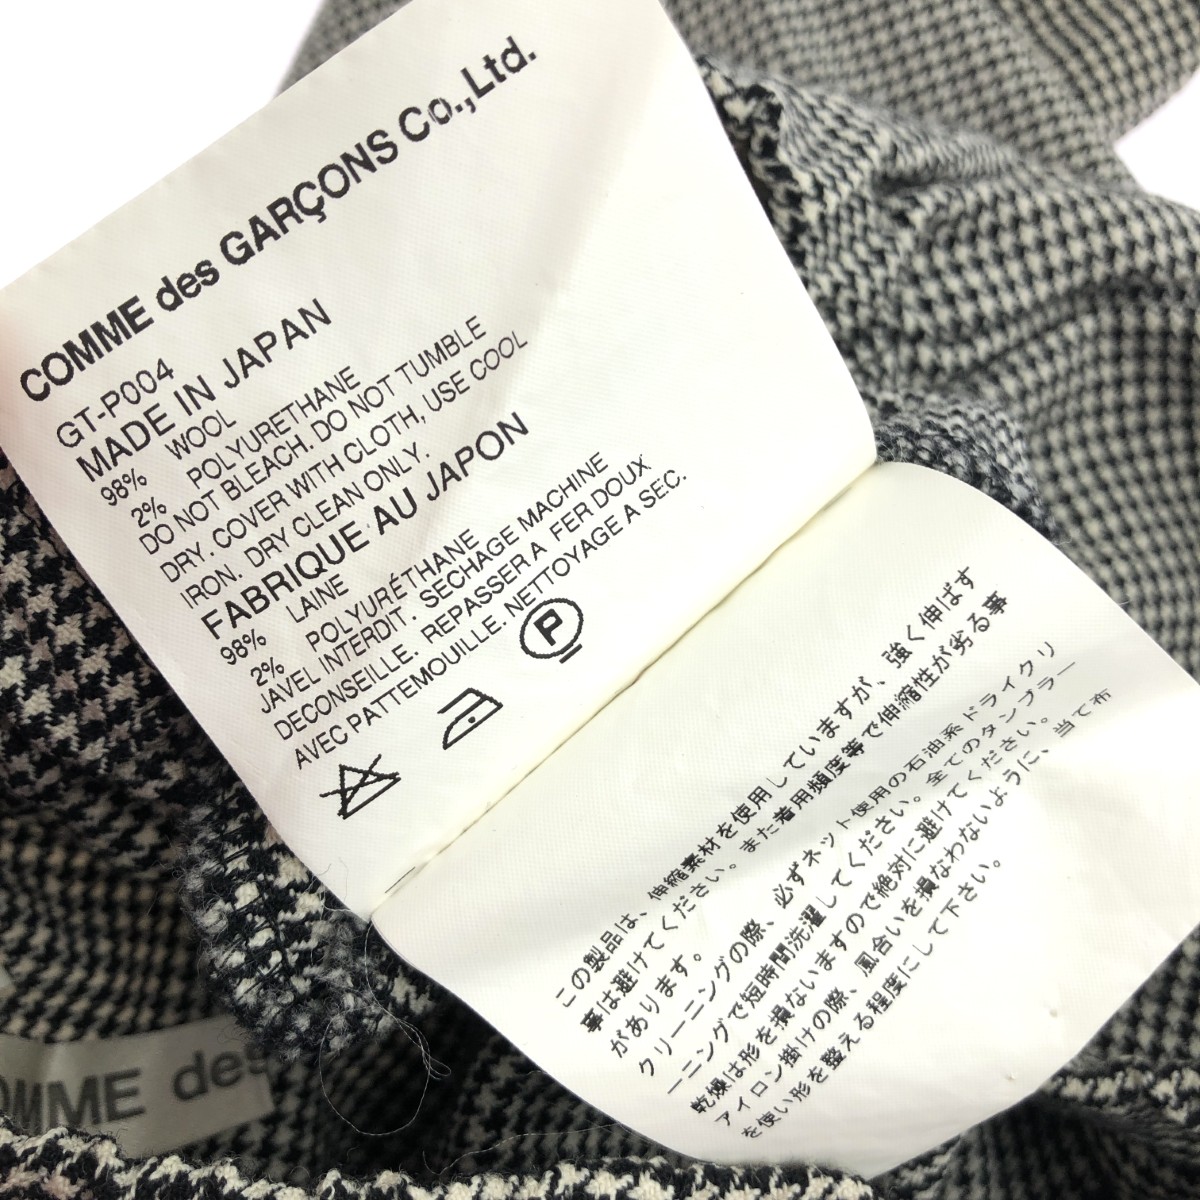 COMME des GARÇONS Co.,Ltd.
GT-P004
MADE IN JAPAN
98% WOOL
2% POLYURETHANE
DO NOT BLEACH. DO NOT TUMBLE
DRY. COVER WITH CLOTH, USE COOL
IRON. DRY CLEAN ONLY.
FABRIQUE AU JAPON
98% LAINE
2% POLYURÉTHANE
JAVEL INTERDIT. SECHAGE MACHINE
DECONSEILLE. REPASSER A FER DOUX
AVEC PATTEMOUILLE. NETTOYAGE A SEC.
P
この製品は、伸縮素材を使用していますが、強く伸ばす
事は避けてください。また着用頻度等で伸縮性が劣る事
があります。
クリーニングの際、必ずネット使用の石油系ドライクリ
ーニングで短時間洗濯してください。全てのタンブラー
乾燥は形を損ないますので絶対に避けてください。
アイロン掛けの際、風合いを損なわないように、当て布
を使い形を整える程度にして下さい。
OMME des